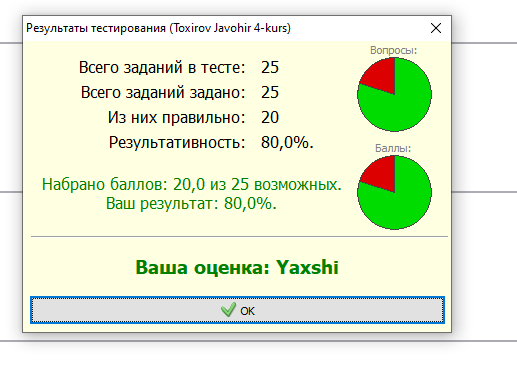 Результаты тестирования (Toxirov Javohir 4-kurs)
Вопросы:
Всего заданий в тесте: 25
Всего заданий задано: 25
Из них правильно: 20
Результативность: 80,0%.
Баллы:
Набрано баллов: 20,0 из 25 возможных.
Ваш результат: 80,0%.
Ваша оценка: Yaxshi
OK